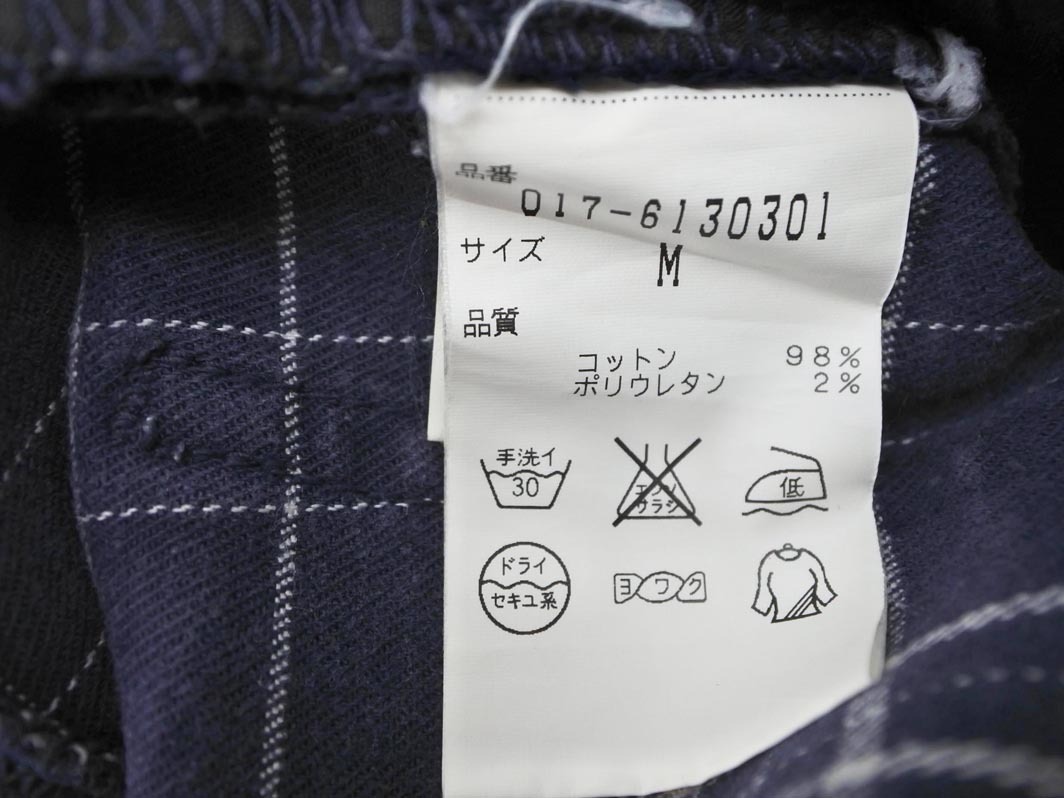 品番
017-6130301
サイズ
M
品質
コットン 98%
ポリウレタン 2%
手洗イ
30
エンソ
サラシ
低
ドライ
セキユ系
ヨワク